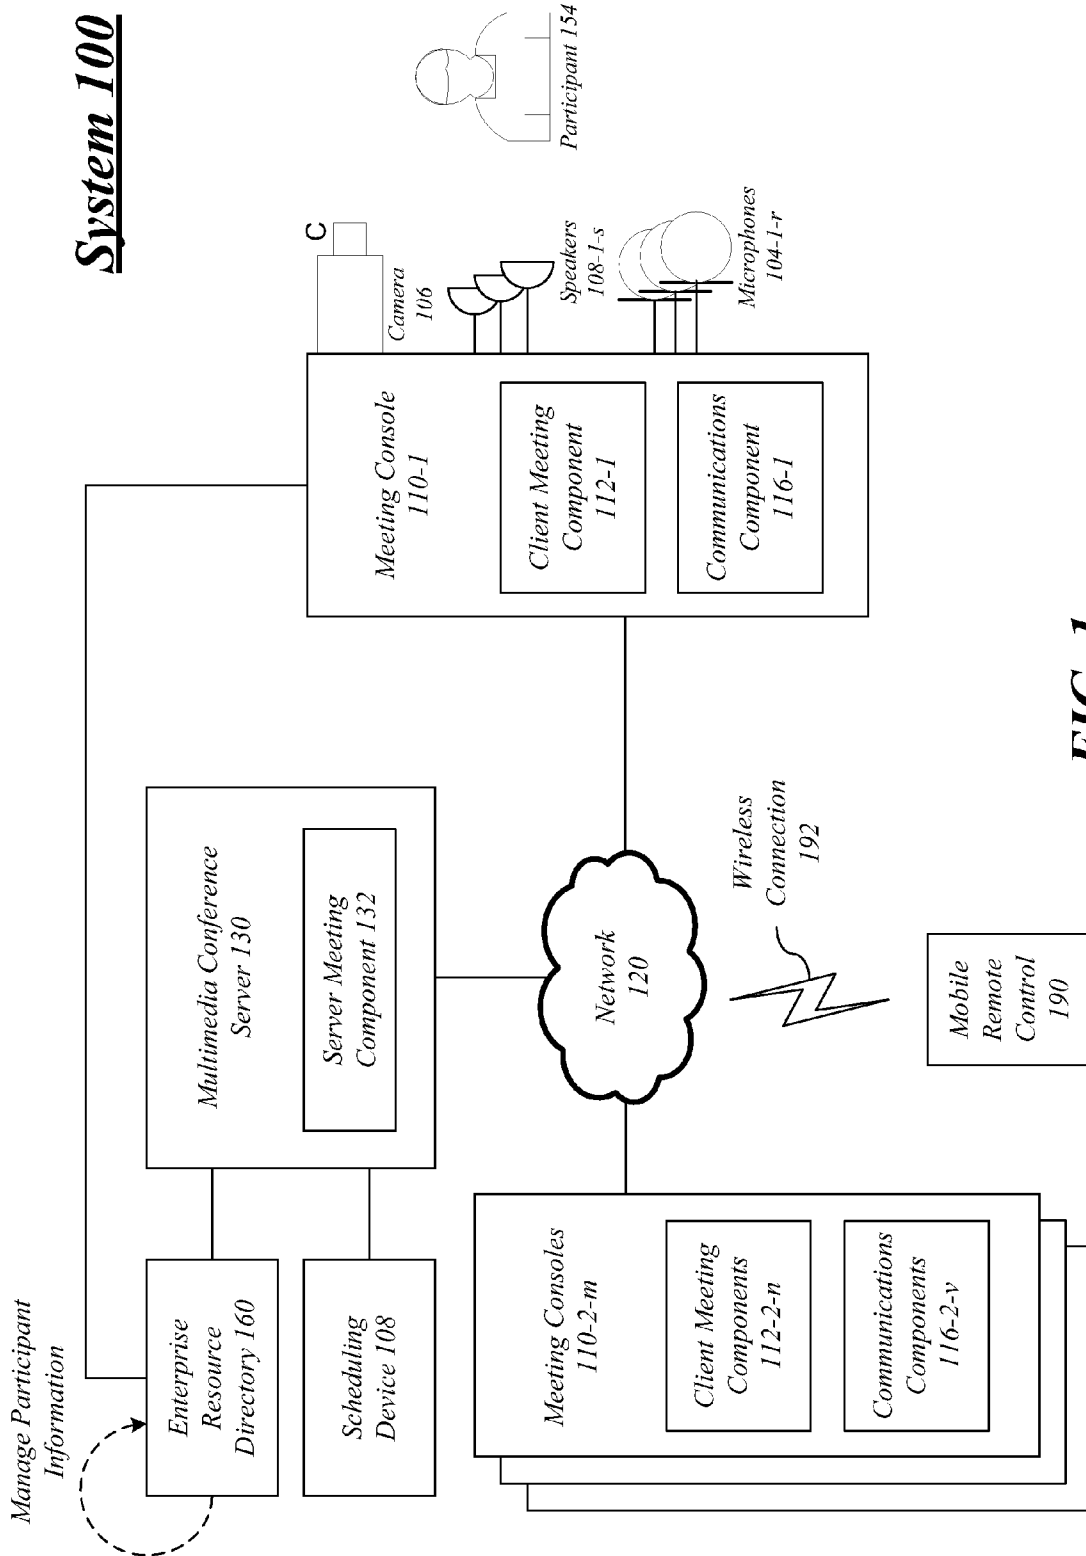 System 100
Manage Participant
Information
Enterprise
Resource
Directory 160
Scheduling
Device 108
Multimedia Conference
Server 130
Server Meeting
Component 132
Meeting Console
110-1
Client Meeting
Component
112-1
Communications
Component
116-1
C
Camera
106
Speakers
108-1-s
Microphones
104-1-r
Participant 154
Network
120
Wireless
Connection
192
Meeting Consoles
110-2-m
Client Meeting
Components
112-2-n
Communications
Components
116-2-v
Mobile
Remote
Control
190
FIG. 1